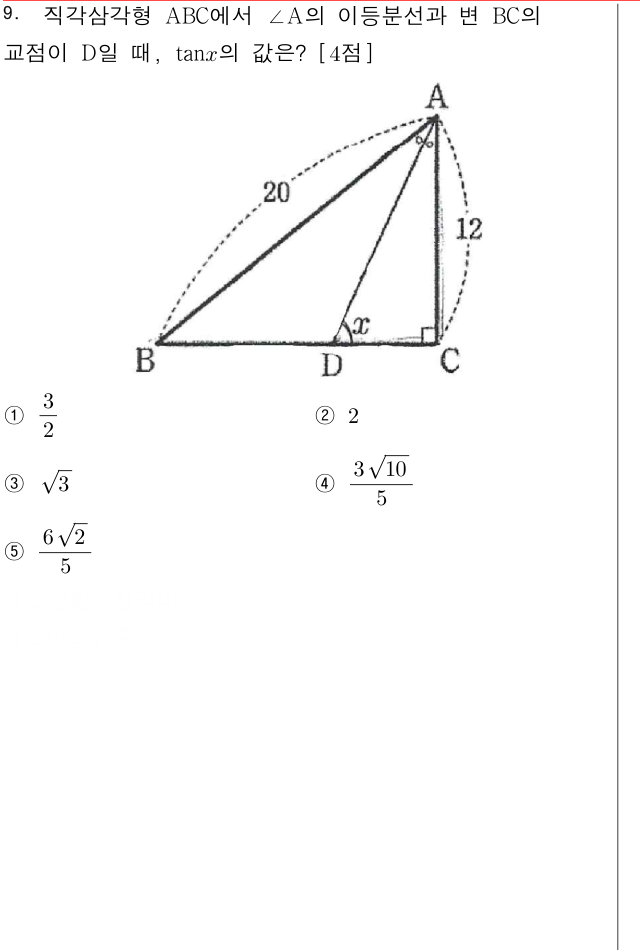 9. 직각삼각형 ABC에서 ∠A의 이등분선과 변 BC의
교점이 D일 때, tanx의 값은? [4점]
A
20
12
x
B
D
C
① 3/2 ② 2
③ √3 ④ 3√10/5
⑤ 6√2/5